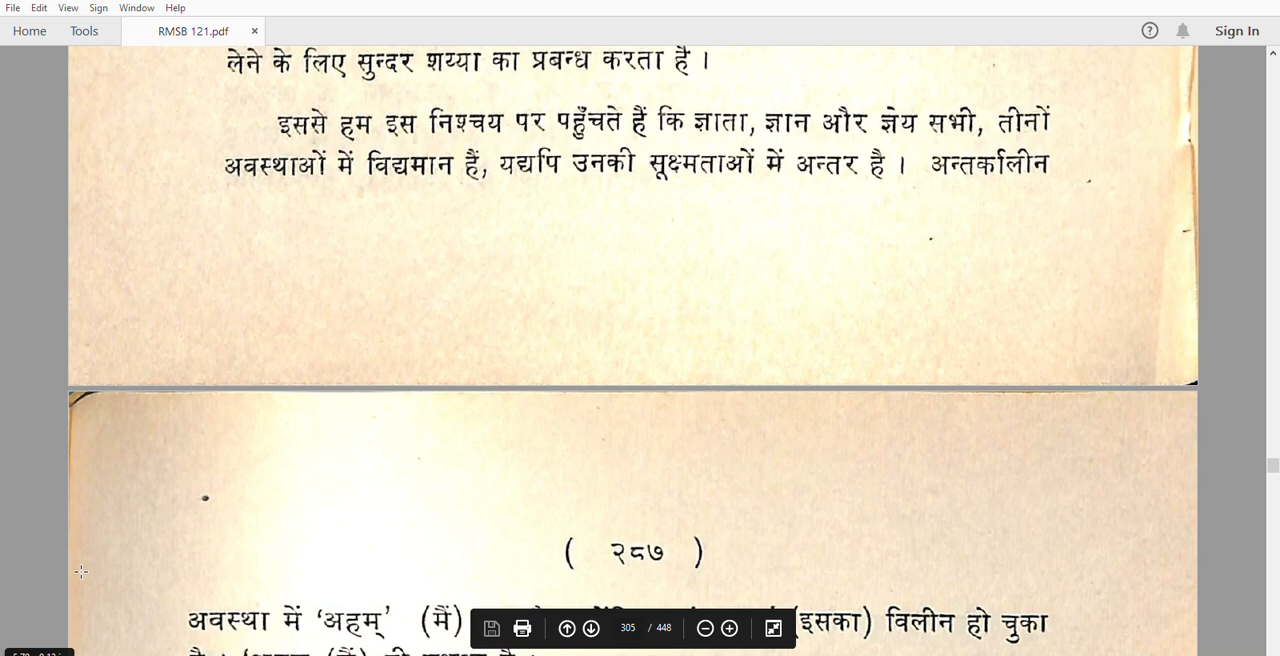 File Edit View Sign Window Help
Home Tools RMSB 121.pdf × Sign In
लेने के लिए सुन्दर शय्या का प्रबन्ध करता है ।
इससे हम इस निश्चय पर पहुँचते हैं कि ज्ञाता, ज्ञान और ज्ञेय सभी, तीनों
अवस्थाओं में विद्यमान हैं, यद्यपि उनकी सूक्ष्मताओं में अन्तर है । अन्तर्कालीन
( २८७ )
अवस्था में ‘अहम्’ (मैं) (इसका) विलीन हो चुका
305 / 448